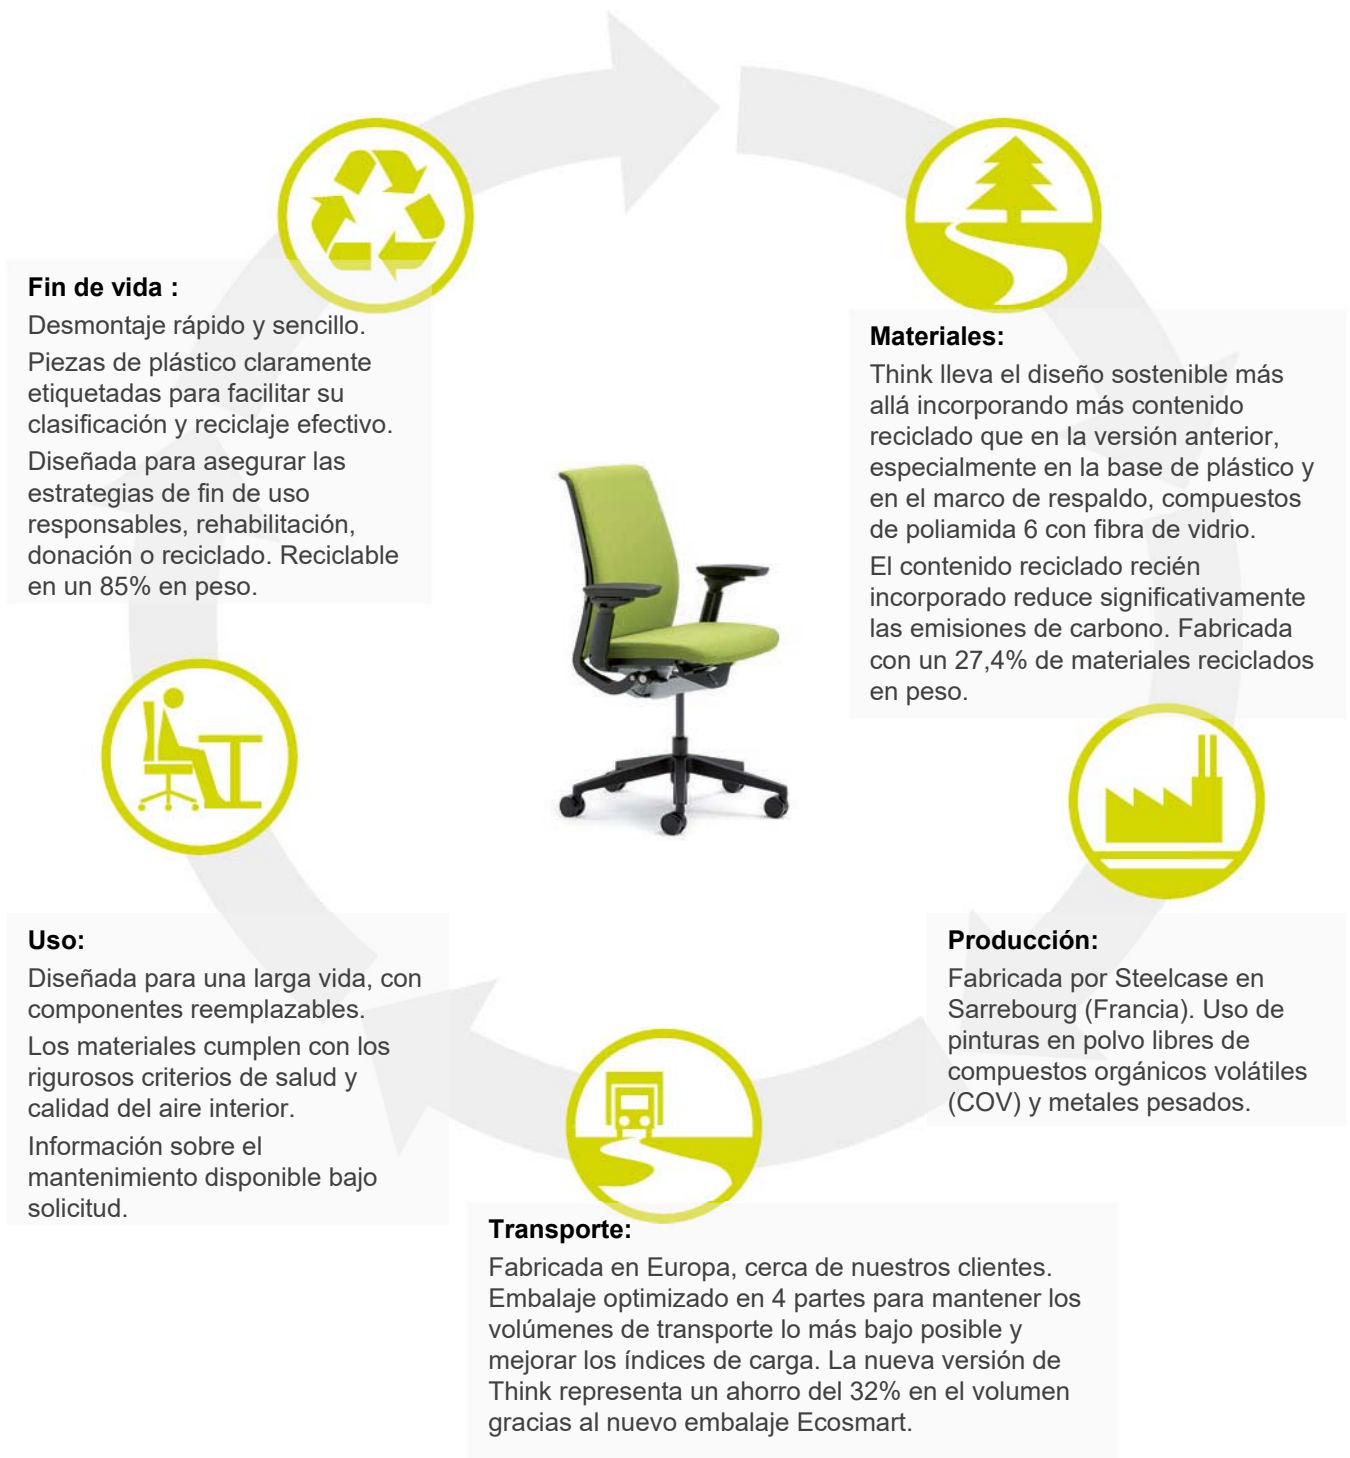 Fin de vida :
Desmontaje rápido y sencillo.
Piezas de plástico claramente
etiquetadas para facilitar su
clasificación y reciclaje efectivo.
Diseñada para asegurar las
estrategias de fin de uso
responsables, rehabilitación,
donación o reciclado. Reciclable
en un 85% en peso.
Materiales:
Think lleva el diseño sostenible más
allá incorporando más contenido
reciclado que en la versión anterior,
especialmente en la base de plástico y
en el marco de respaldo, compuestos
de poliamida 6 con fibra de vidrio.
El contenido reciclado recién
incorporado reduce significativamente
las emisiones de carbono. Fabricada
con un 27,4% de materiales reciclados
en peso.
Uso:
Diseñada para una larga vida, con
componentes reemplazables.
Los materiales cumplen con los
rigurosos criterios de salud y
calidad del aire interior.
Información sobre el
mantenimiento disponible bajo
solicitud.
Producción:
Fabricada por Steelcase en
Sarrebourg (Francia). Uso de
pinturas en polvo libres de
compuestos orgánicos volátiles
(COV) y metales pesados.
Transporte:
Fabricada en Europa, cerca de nuestros clientes.
Embalaje optimizado en 4 partes para mantener los
volúmenes de transporte lo más bajo posible y
mejorar los índices de carga. La nueva versión de
Think representa un ahorro del 32% en el volumen
gracias al nuevo embalaje Ecosmart.